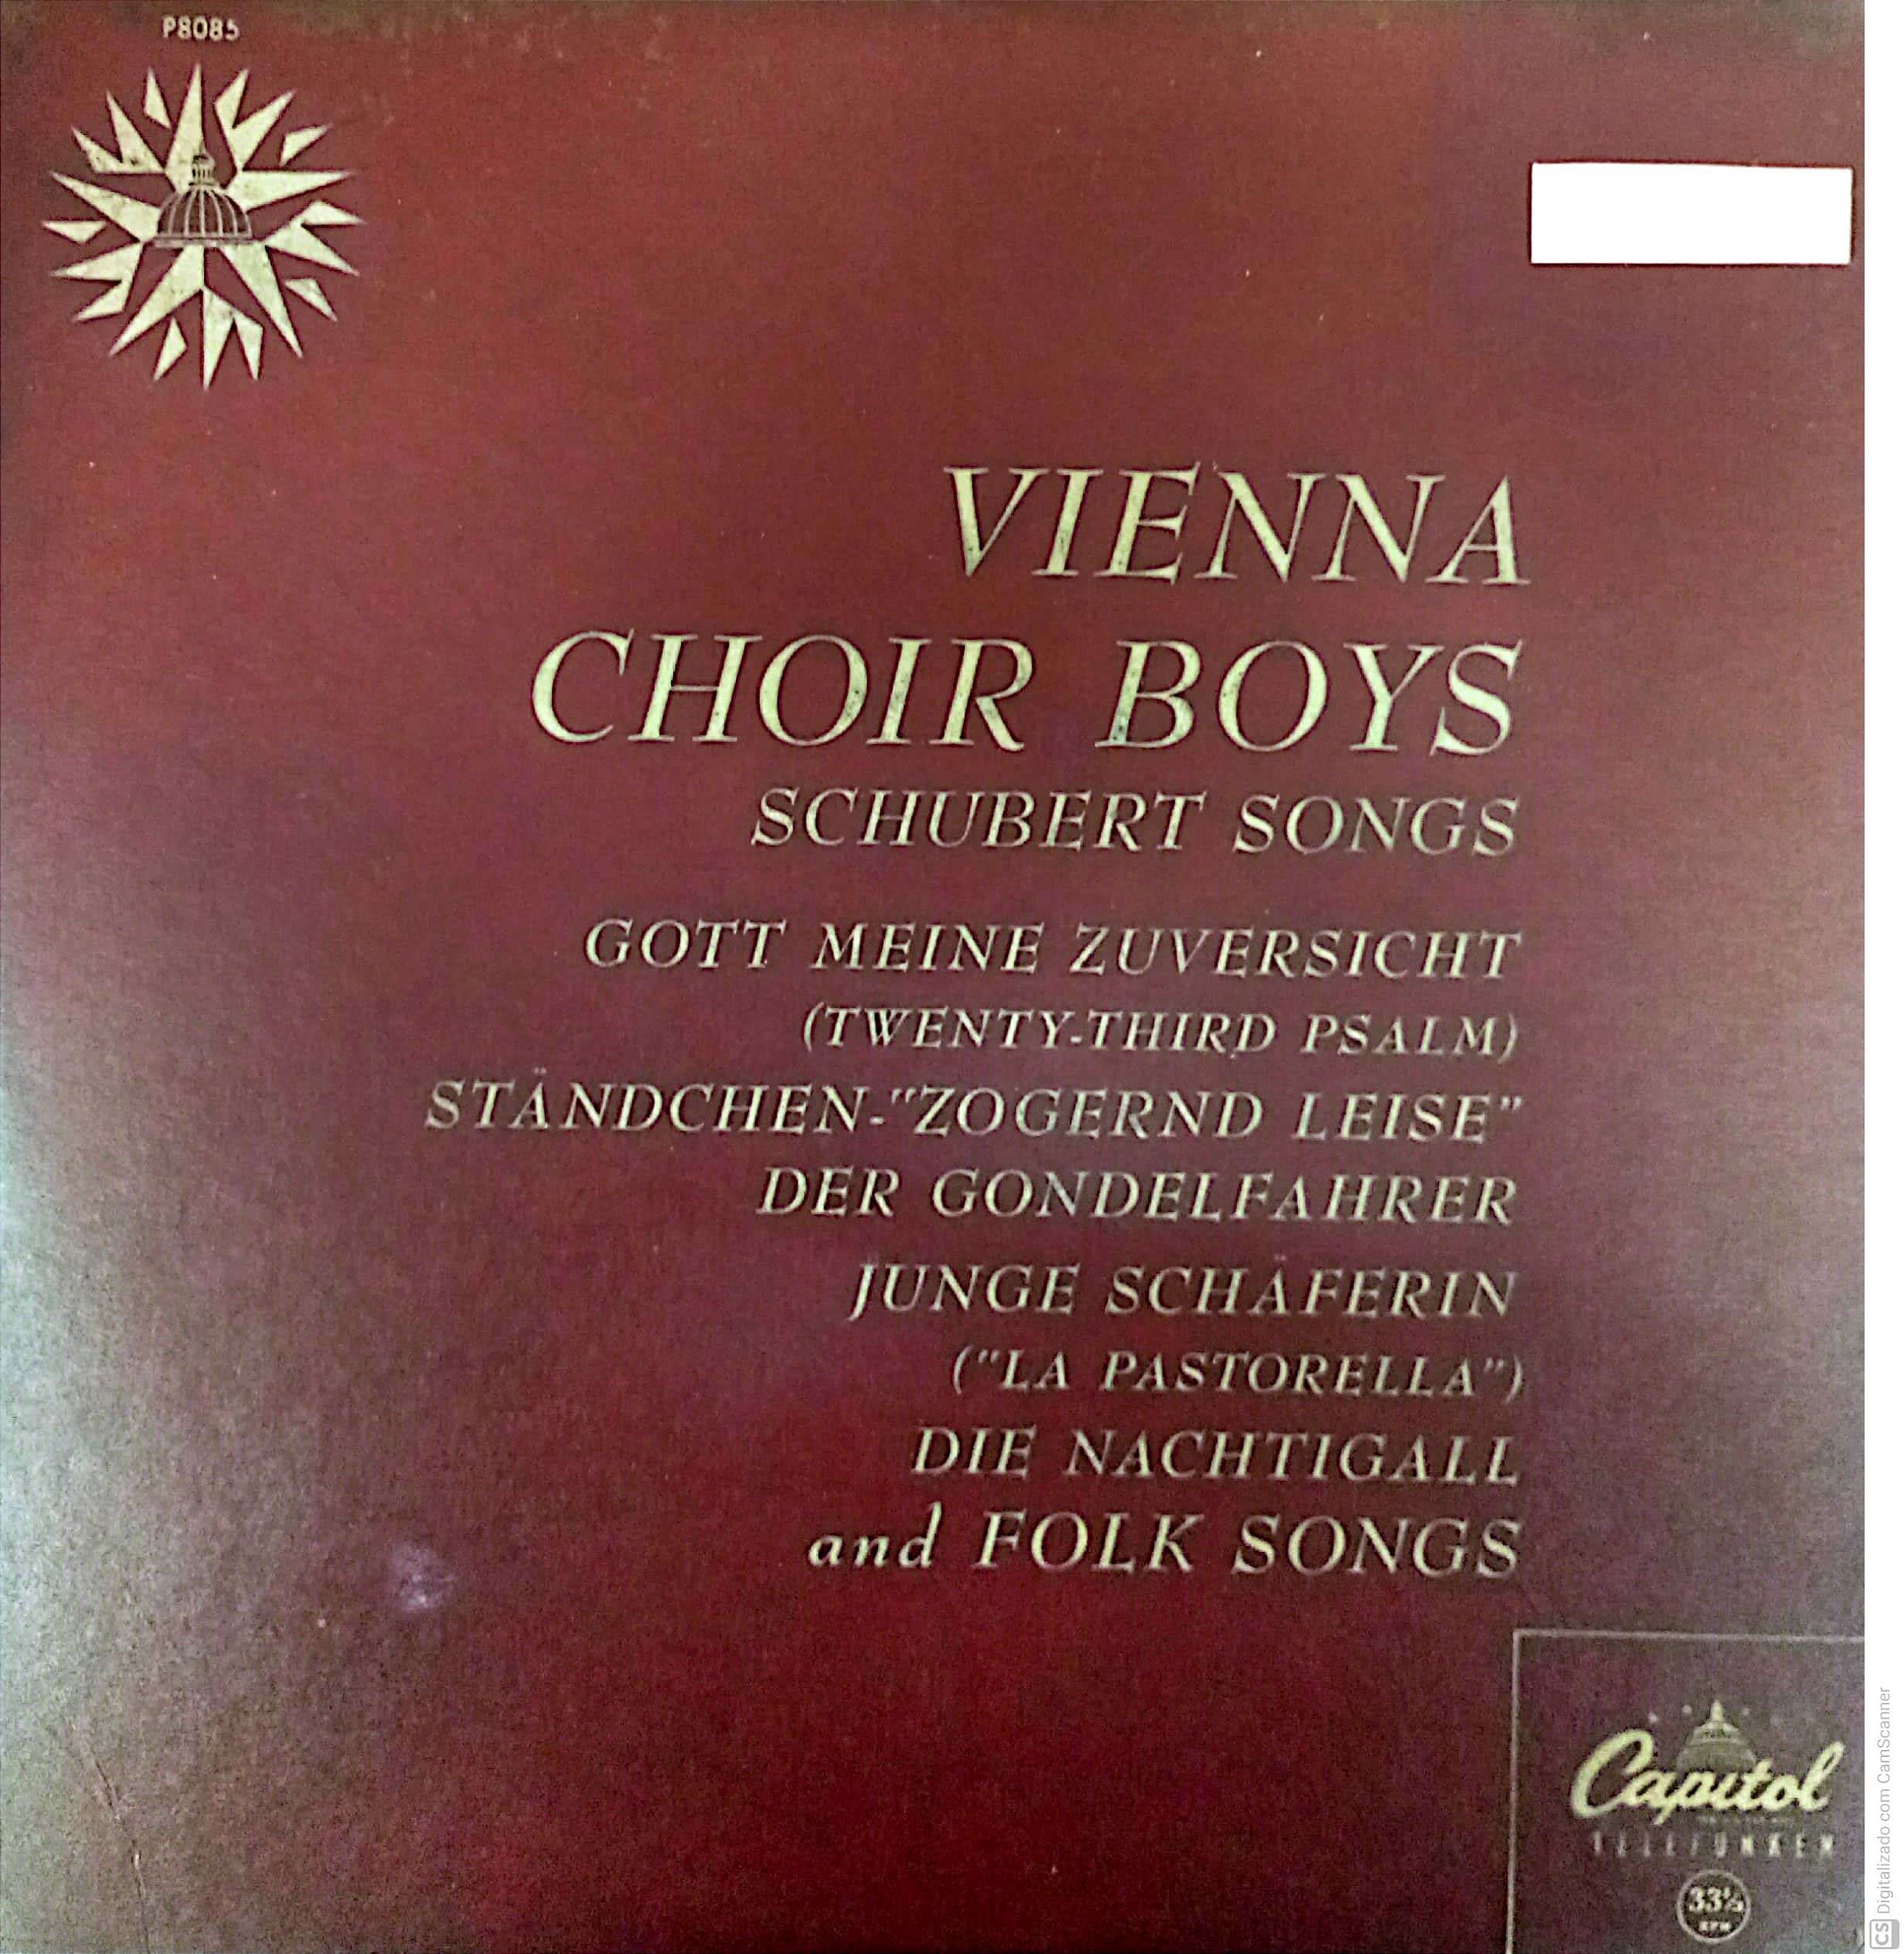 P8085
VIENNA
CHOIR BOYS
SCHUBERT SONGS
GOTT MEINE ZUVERSICHT
(TWENTY-THIRD PSALM)
STÄNDCHEN-"ZOGERND LEISE"
DER GONDELFAHRER
JUNGE SCHÄFERIN
("LA PASTORELLA")
DIE NACHTIGALL
and FOLK SONGS
Capitol
TELEFUNKEN
33⅓
RPM
CS Digitalizado com CamScanner